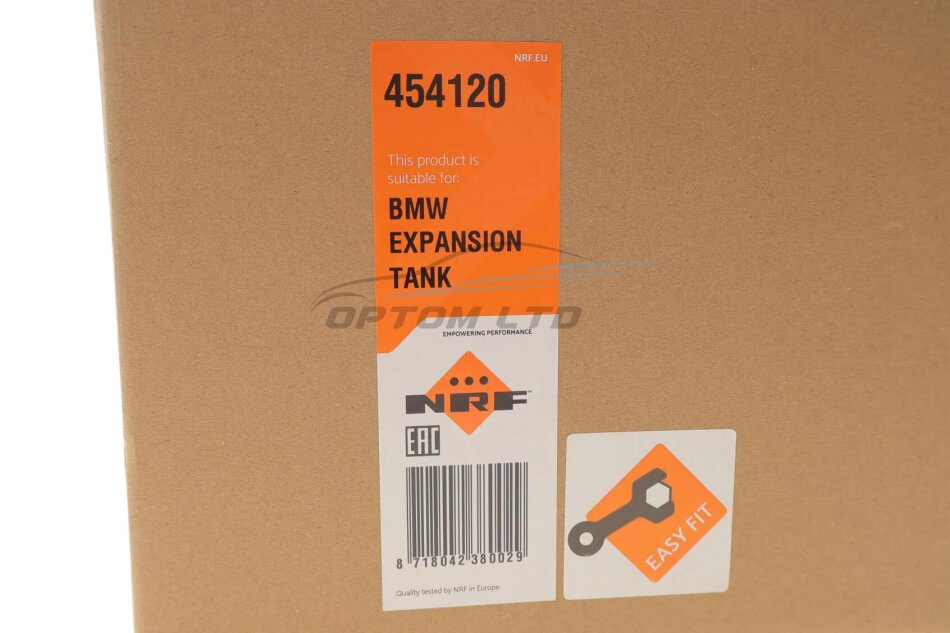 NRF.EU
454120
This product is
suitable for:
BMW
EXPANSION
TANK
OPTOM LTD
EMPOWERING PERFORMANCE
NRF™
EAC
8 718042 380029
Quality tested by NRF in Europe
EASY FIT